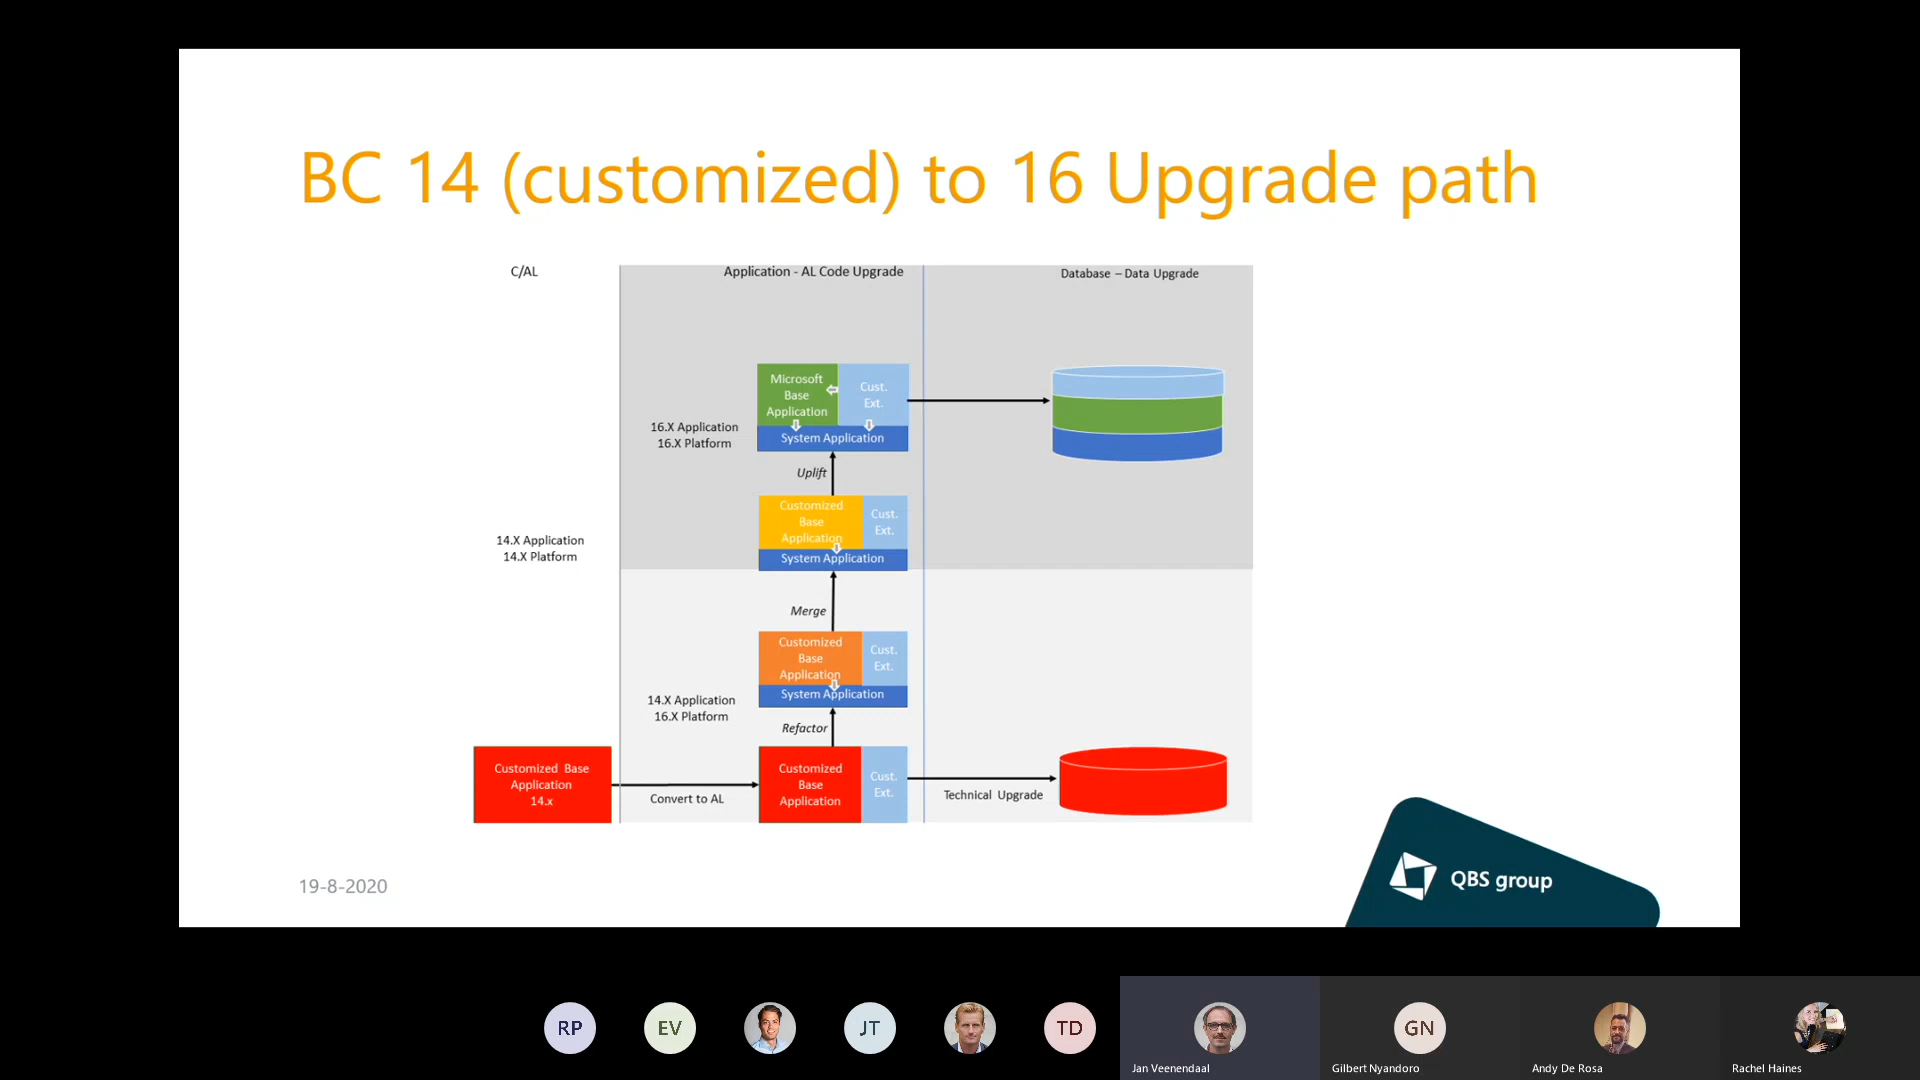 BC 14 (customized) to 16 Upgrade path
C/AL
Application - AL Code Upgrade
Database – Data Upgrade
Microsoft
Base
Application
Cust.
Ext.
System Application
16.X Application
16.X Platform
Uplift
Customized
Base
Application
Cust.
Ext.
System Application
14.X Application
14.X Platform
Merge
Customized
Base
Application
Cust.
Ext.
System Application
14.X Application
16.X Platform
Refactor
Customized Base
Application
14.x
Convert to AL
Customized
Base
Application
Cust.
Ext.
Technical Upgrade
19-8-2020
QBS group
RP
EV
JT
TD
GN
Jan Veenendaal
Gilbert Nyandoro
Andy De Rosa
Rachel Haines